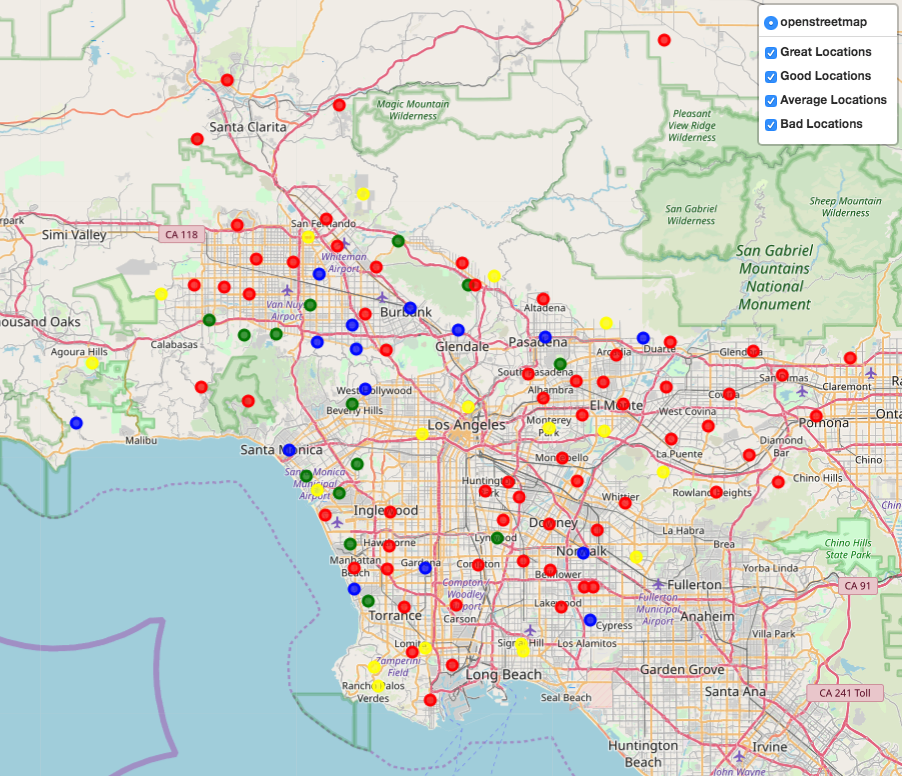 openstreetmap
Great Locations
Good Locations
Average Locations
Bad Locations
Magic Mountain
Wilderness
Pleasant
View Ridge
Wilderness
Santa Clarita
San Gabriel
Wilderness
Sheep Mountain
Wilderness
Simi Valley
CA 118
San Fernando
Whiteman
Airport
San Gabriel
Mountains
National
Monument
Van Nuys
Airport
Burbank
Altadena
Calabasas
Agoura Hills
Glendale
Pasadena
Duarte
Glendora
South Pasadena
Alhambra
San Dimas
Claremont
West Hollywood
Beverly Hills
El Monte
West Covina
Covina
Pomona
Los Angeles
Monterey
Park
Malibu
Santa Monica
Diamond
Bar
La Puente
Chino
Montebello
Santa Monica
Municipal
Airport
Huntington
Park
Rowland Heights
Chino Hills
Whittier
Inglewood
Downey
La Habra
Brea
Chino Hills
State Park
Lynwood
Hawthorne
Norwalk
Manhattan
Beach
Gardena
Compton
Bellflower
Yorba Linda
Compton
Woodley
Fullerton
CA 91
Fullerton
Municipal
Airport
Lakewood
Torrance
Carson
Cypress
Anaheim
Villa Park
Lomita
Signal Hill
Los Alamitos
Zamperini
Field
Garden Grove
Long Beach
Rancho Palos
Verdes
Seal Beach
Santa Ana
CA 241 Toll
Huntington
Beach
Irvine
John Wayne